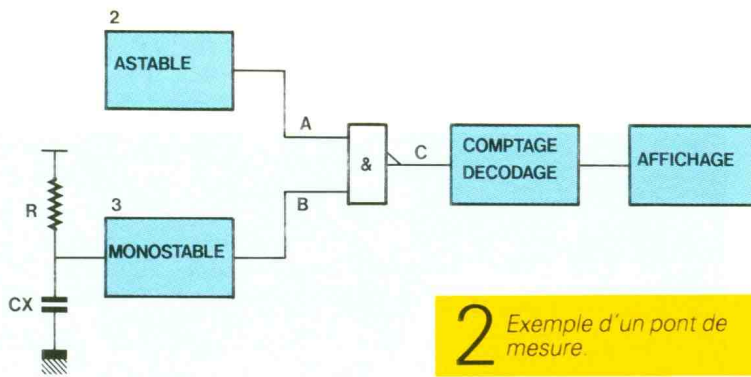 2
ASTABLE
A
&
C
COMPTAGE
DECODAGE
AFFICHAGE
R
3
MONOSTABLE
B
CX
2 Exemple d'un pont de
mesure.